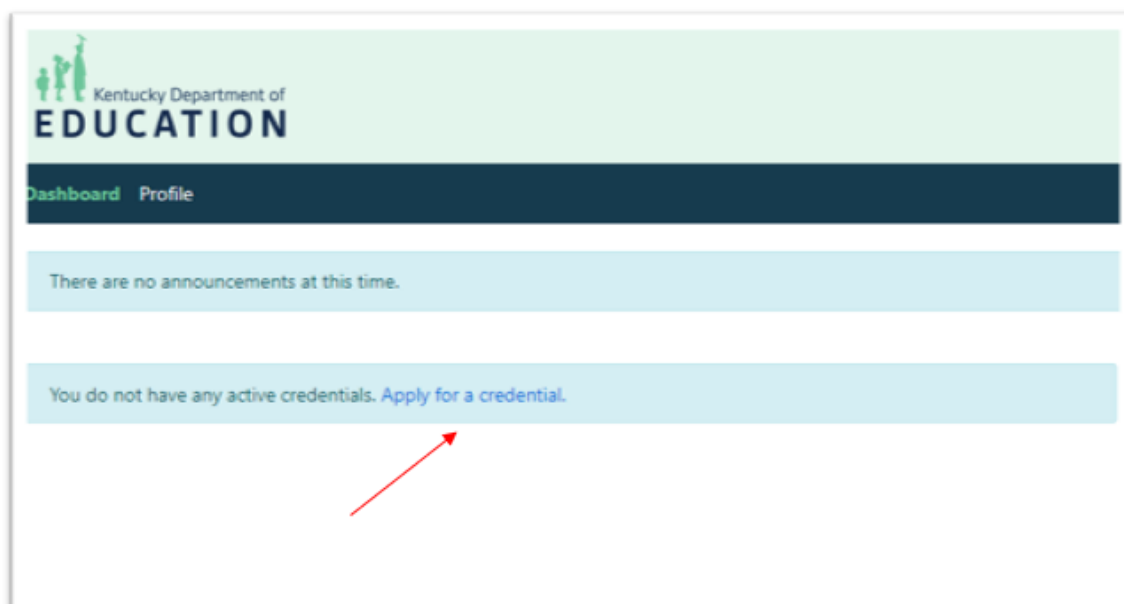 Kentucky Department of
EDUCATION
Dashboard Profile
There are no announcements at this time.
You do not have any active credentials. Apply for a credential.